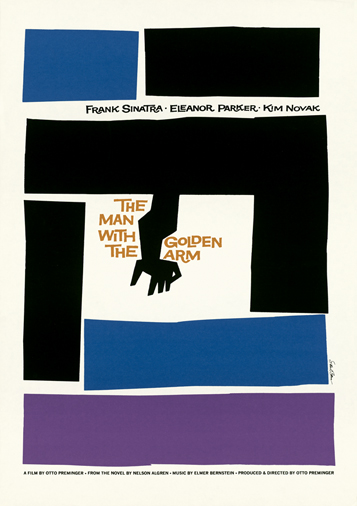 FRANK SINATRA · ELEANOR PARKER · KIM NOVAK
THE
MAN
WITH GOLDEN
THE ARM
A FILM BY OTTO PREMINGER • FROM THE NOVEL BY NELSON ALGREN • MUSIC BY ELMER BERNSTEIN • PRODUCED & DIRECTED BY OTTO PREMINGER